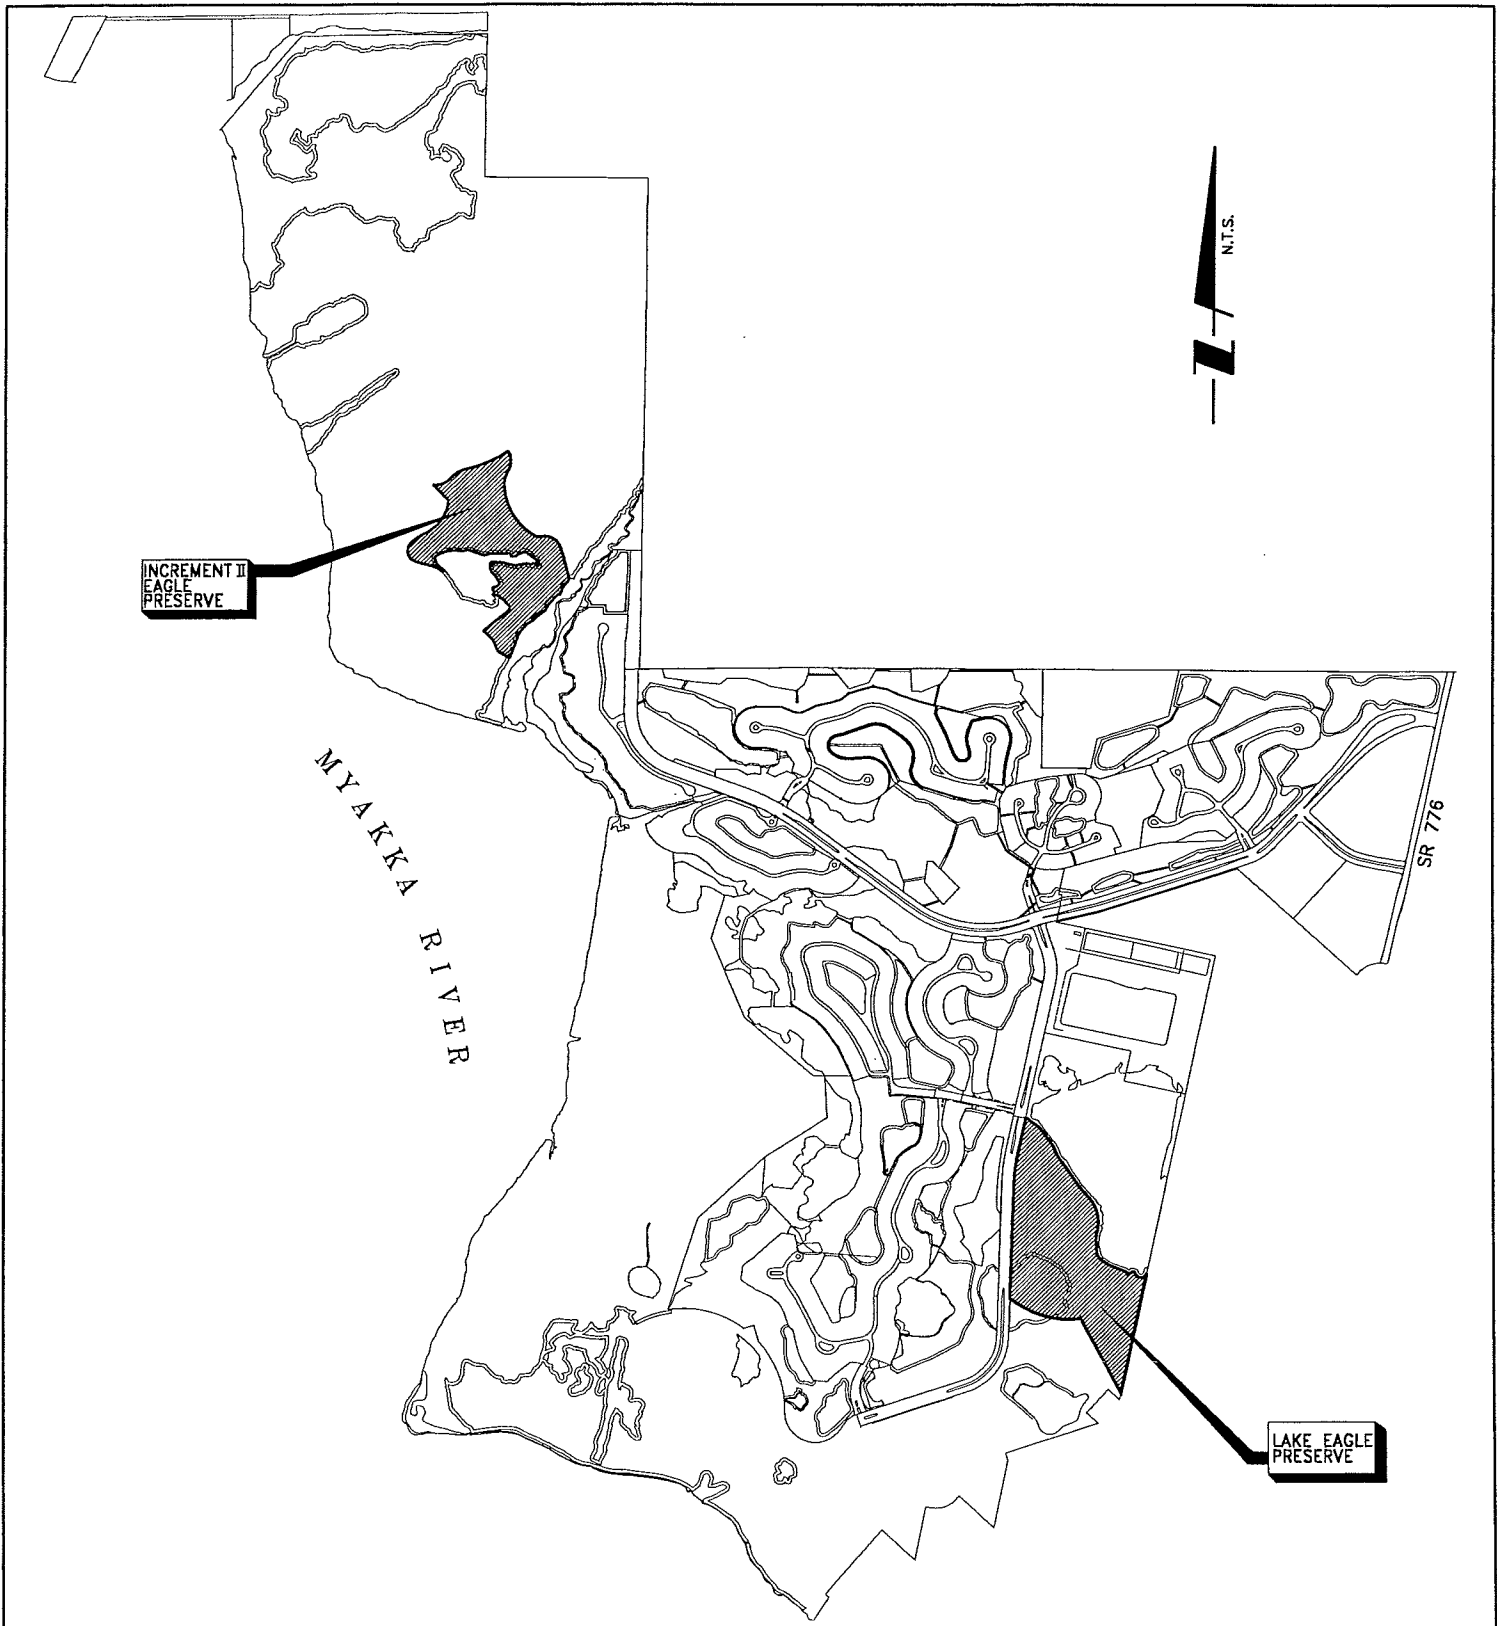 N.T.S.
N
INCREMENT II
EAGLE
PRESERVE
MYAKKA RIVER
SR 776
LAKE EAGLE
PRESERVE